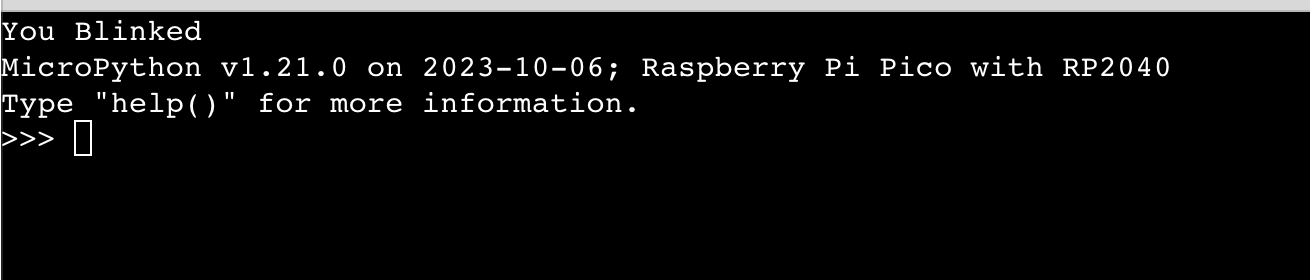 You Blinked
MicroPython v1.21.0 on 2023-10-06; Raspberry Pi Pico with RP2040
Type "help()" for more information.
>>>